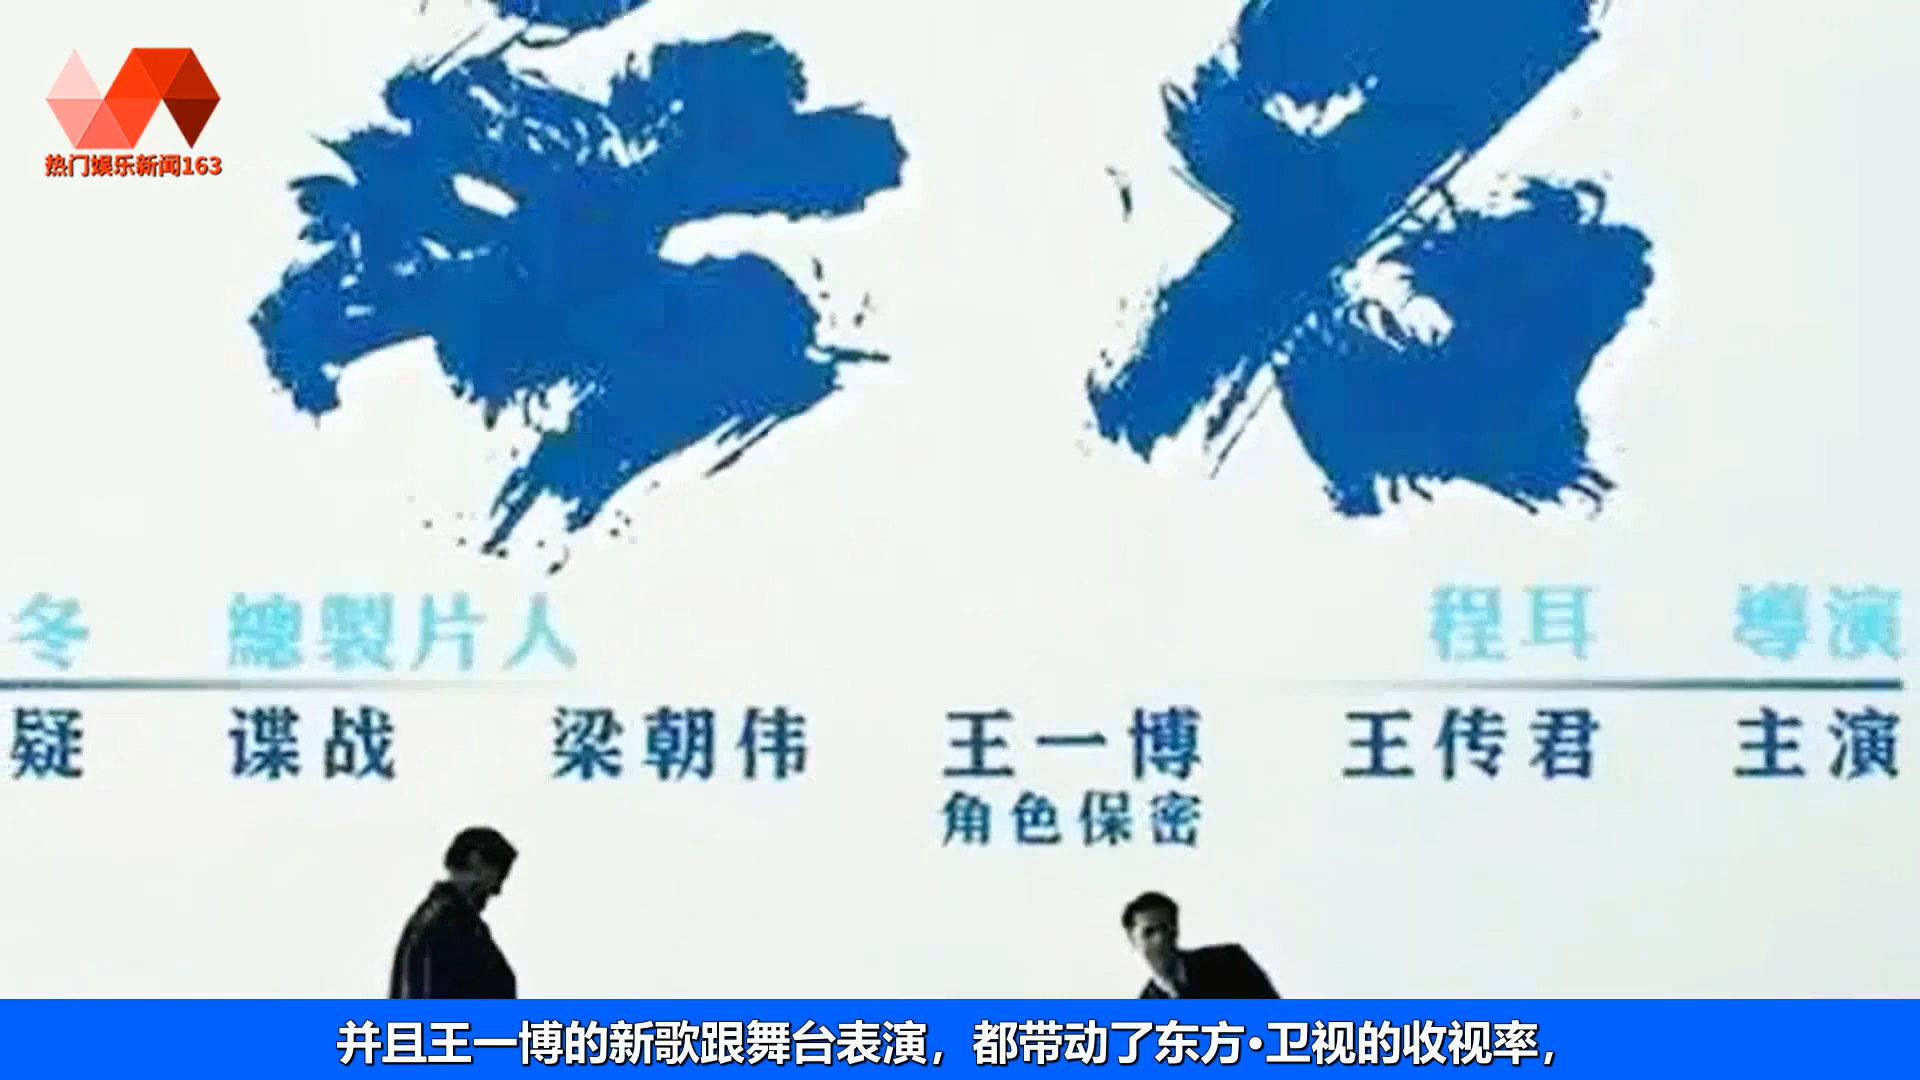 热门娱乐新闻163
無名
冬 總製片人 程耳 導演
疑 谍战 梁朝伟 王一博 王传君 主演
角色保密
并且王一博的新歌跟舞台表演，都带动了东方·卫视的收视率，